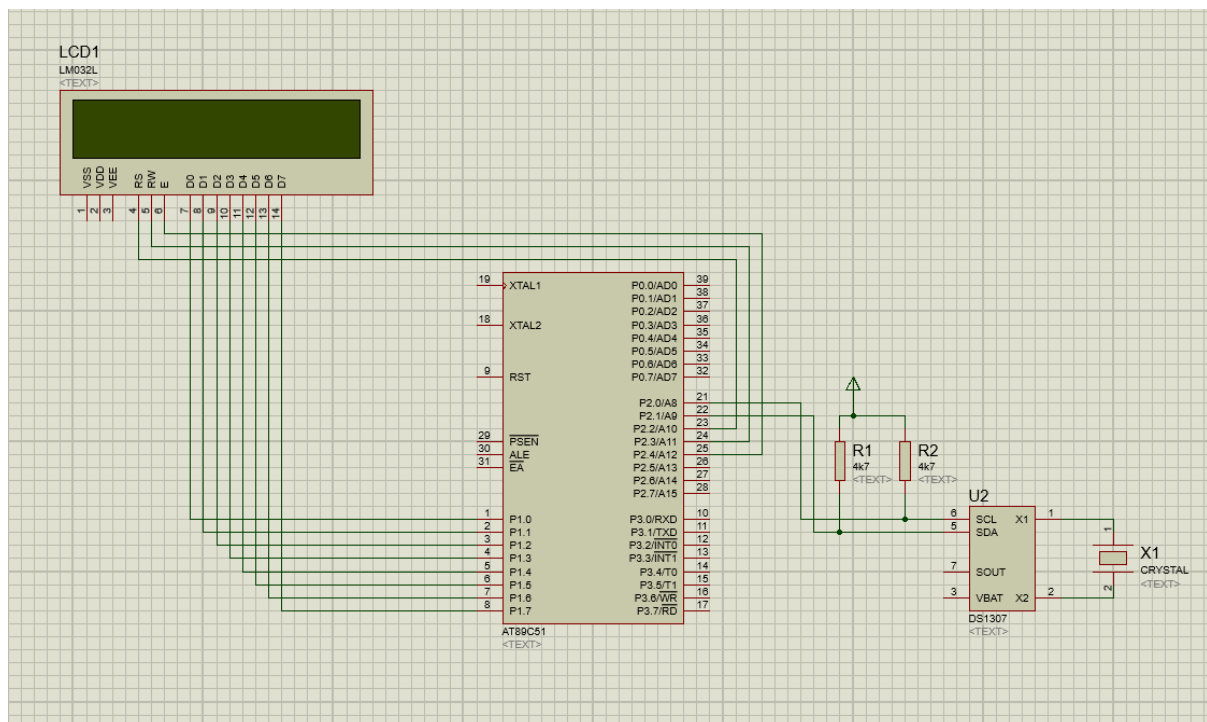 LCD1
LM032L
<TEXT>
VSS
VDD
VEE
RS
RW
E
D0
D1
D2
D3
D4
D5
D6
D7
1
2
3
4
5
6
7
8
9
10
11
12
13
14
19 XTAL1
18 XTAL2
9 RST
29 PSEN
30 ALE
31 EA
1 P1.0
2 P1.1
3 P1.2
4 P1.3
5 P1.4
6 P1.5
7 P1.6
8 P1.7
P0.0/AD0 39
P0.1/AD1 38
P0.2/AD2 37
P0.3/AD3 36
P0.4/AD4 35
P0.5/AD5 34
P0.6/AD6 33
P0.7/AD7 32
P2.0/A8 21
P2.1/A9 22
P2.2/A10 23
P2.3/A11 24
P2.4/A12 25
P2.5/A13 26
P2.6/A14 27
P2.7/A15 28
P3.0/RXD 10
P3.1/TXD 11
P3.2/INT0 12
P3.3/INT1 13
P3.4/T0 14
P3.5/T1 15
P3.6/WR 16
P3.7/RD 17
AT89C51
<TEXT>
R1
4k7
<TEXT>
R2
4k7
<TEXT>
U2
6 SCL X1 1
5 SDA
7 SOUT
3 VBAT X2 2
DS1307
<TEXT>
1
2
X1
CRYSTAL
<TEXT>